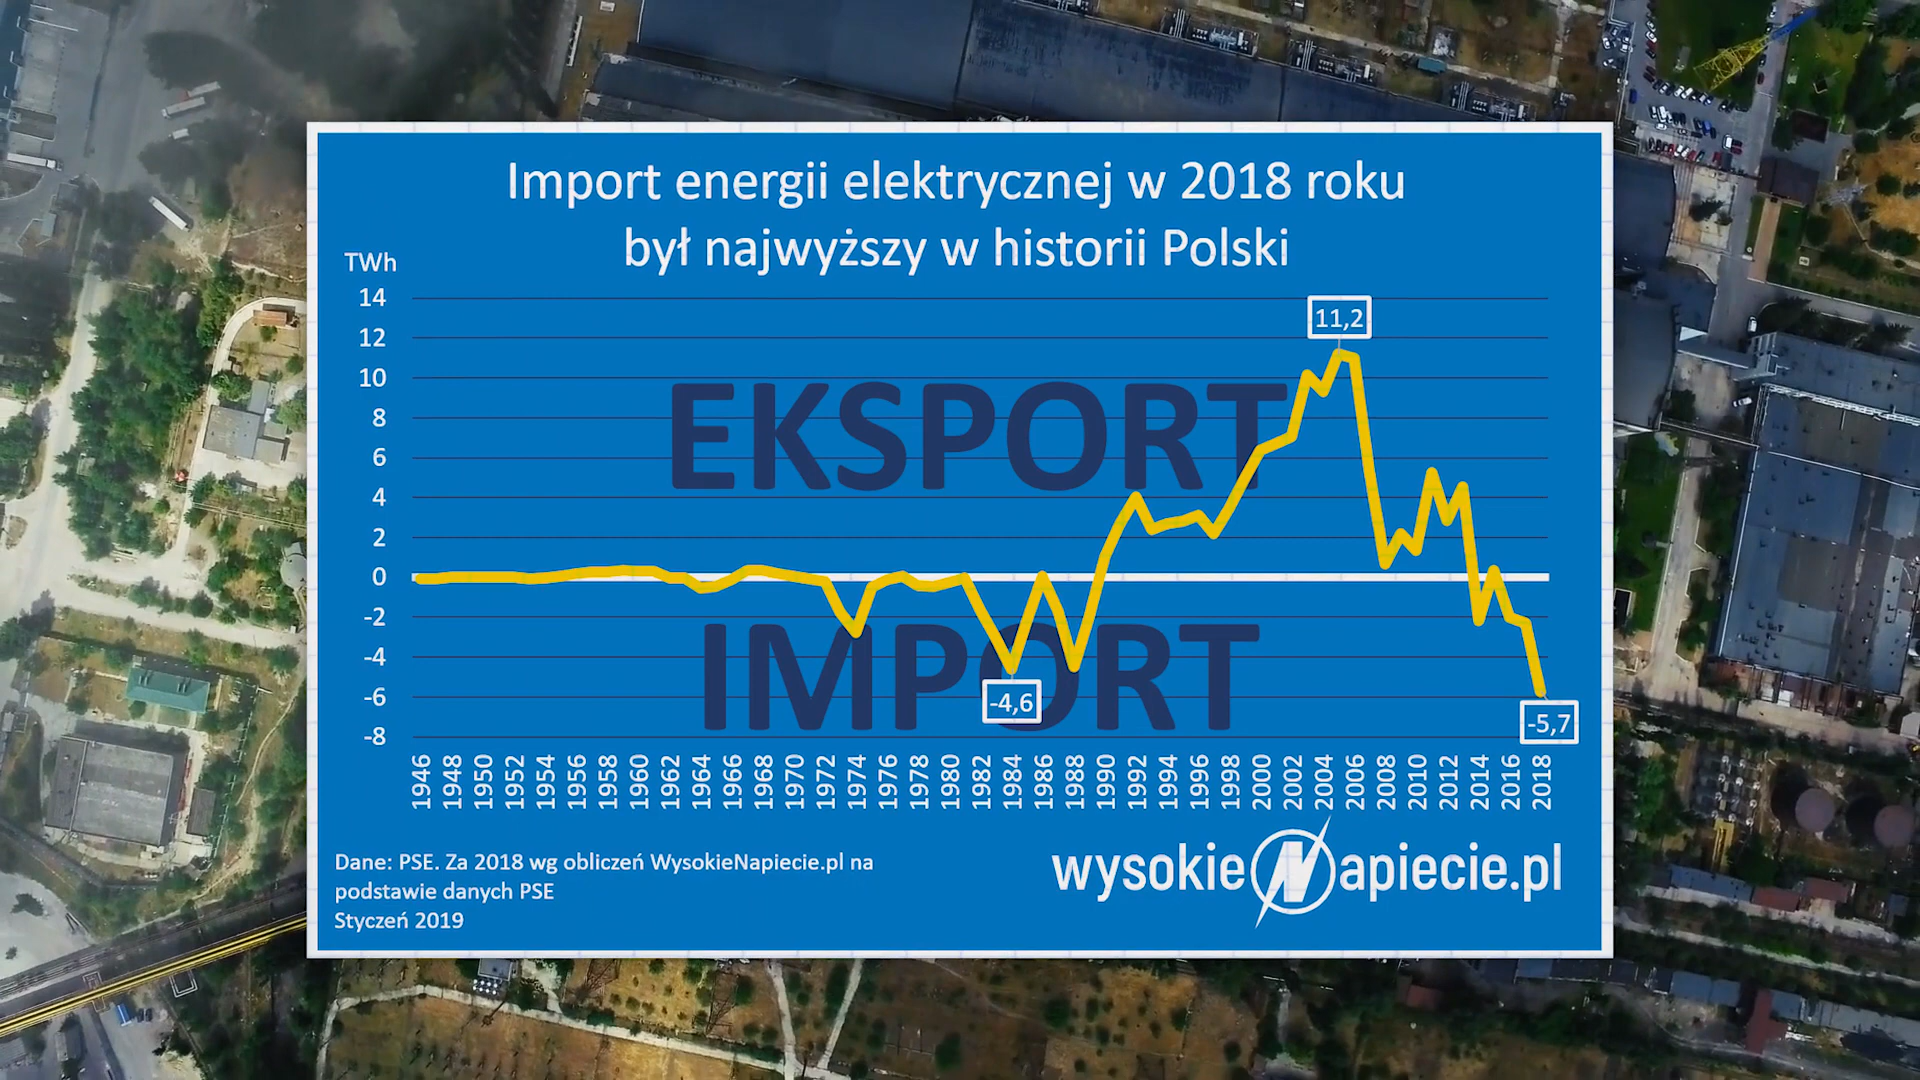 Import energii elektrycznej w 2018 roku
był najwyższy w historii Polski
TWh
14
12
10
8
6
4
2
0
-2
-4
-6
-8
EKSPORT
IMPORT
11,2
-4,6
-5,7
1946 1948 1950 1952 1954 1956 1958 1960 1962 1964 1966 1968 1970 1972 1974 1976 1978 1980 1982 1984 1986 1988 1990 1992 1994 1996 1998 2000 2002 2004 2006 2008 2010 2012 2014 2016 2018
Dane: PSE. Za 2018 wg obliczeń WysokieNapiecie.pl na
podstawie danych PSE
Styczeń 2019
wysokieNapiecie.pl